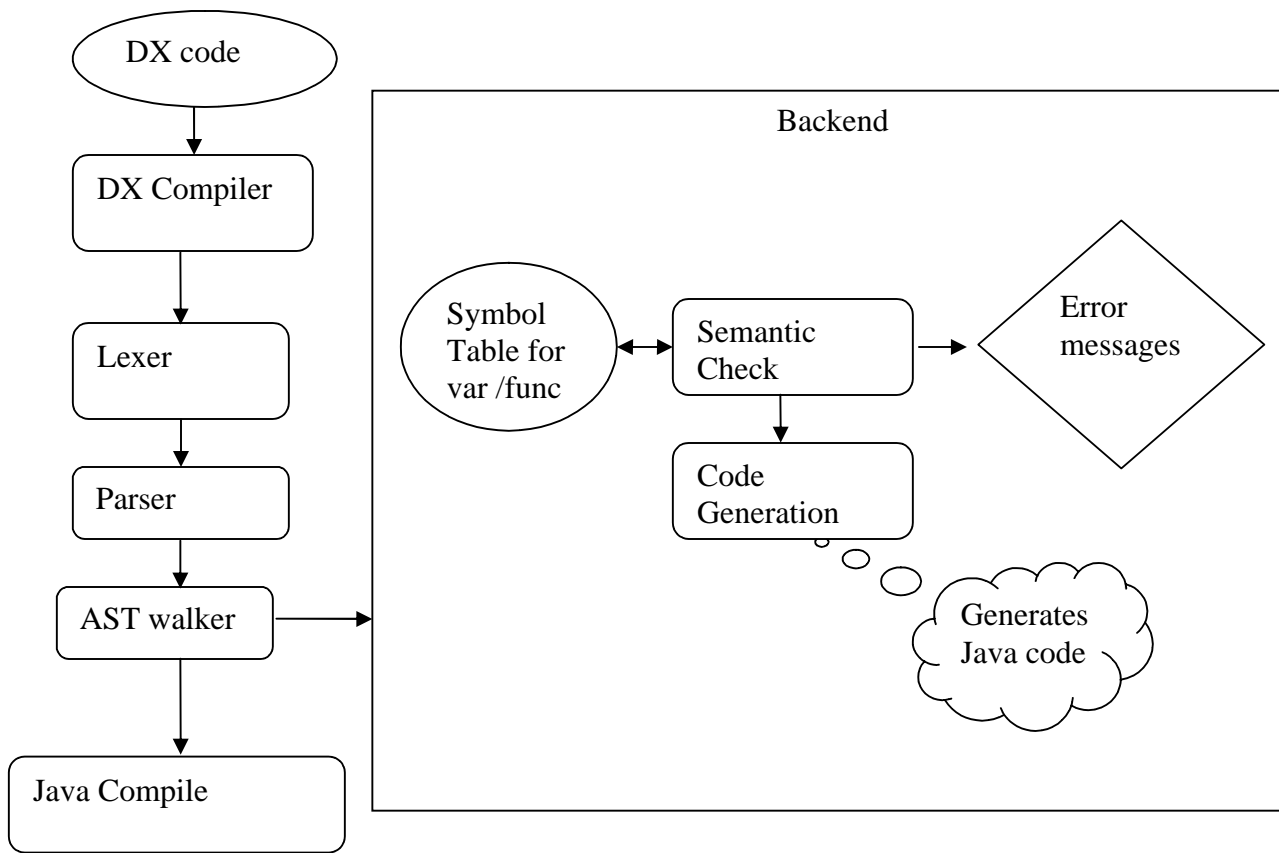 DX code
DX Compiler
Lexer
Parser
AST walker
Java Compile
Backend
Symbol
Table for
var /func
Semantic
Check
Error
messages
Code
Generation
Generates
Java code